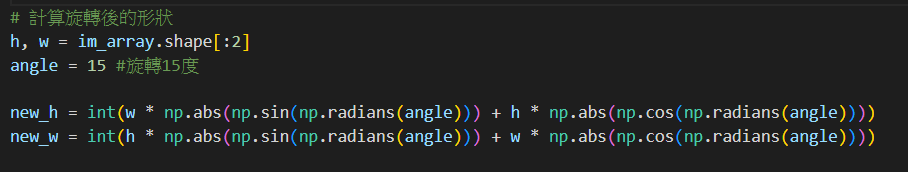 # 計算旋轉後的形狀
h, w = im_array.shape[:2]
angle = 15 #旋轉15度
new_h = int(w * np.abs(np.sin(np.radians(angle))) + h * np.abs(np.cos(np.radians(angle))))
new_w = int(h * np.abs(np.sin(np.radians(angle))) + w * np.abs(np.cos(np.radians(angle))))